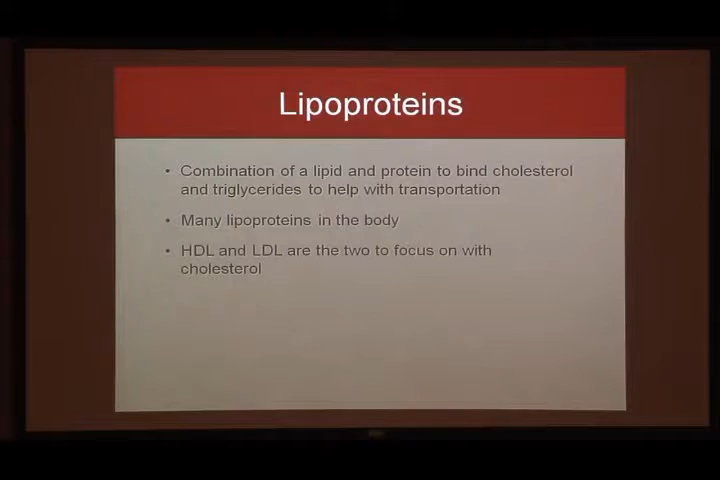 Lipoproteins
• Combination of a lipid and protein to bind cholesterol
and triglycerides to help with transportation
• Many lipoproteins in the body
• HDL and LDL are the two to focus on with
cholesterol